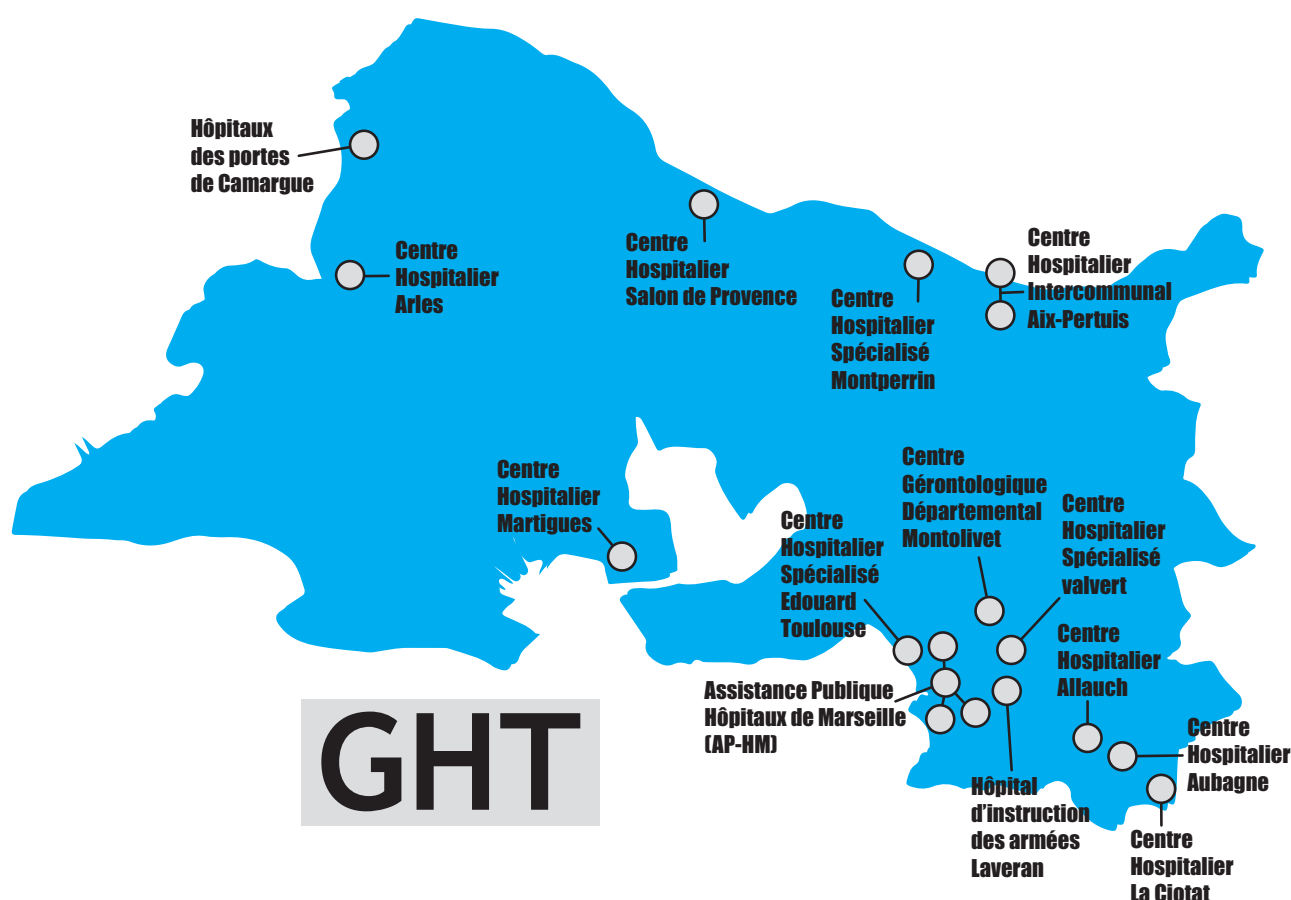 Hôpitaux
des portes
de Camargue
Centre
Hospitalier
Arles
Centre
Hospitalier
Salon de Provence
Centre
Hospitalier
Spécialisé
Montperrin
Centre
Hospitalier
Intercommunal
Aix-Pertuis
Centre
Hospitalier
Martigues
Centre
Hospitalier
Spécialisé
Edouard
Toulouse
Centre
Gérontologique
Départemental
Montolivet
Centre
Hospitalier
Spécialisé
valvert
Centre
Hospitalier
Allauch
Assistance Publique
Hôpitaux de Marseille
(AP-HM)
Centre
Hospitalier
Aubagne
Hôpital
d'instruction
des armées
Laveran
Centre
Hospitalier
La Ciotat
GHT